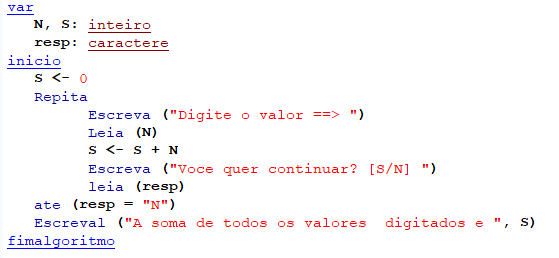 var
N, S: inteiro
resp: caractere
inicio
S <- 0
Repita
Escreva ("Digite o valor ==> ")
Leia (N)
S <- S + N
Escreva ("Voce quer continuar? [S/N] ")
leia (resp)
ate (resp = "N")
Escreval ("A soma de todos os valores  digitados e ", S)
fimalgoritmo